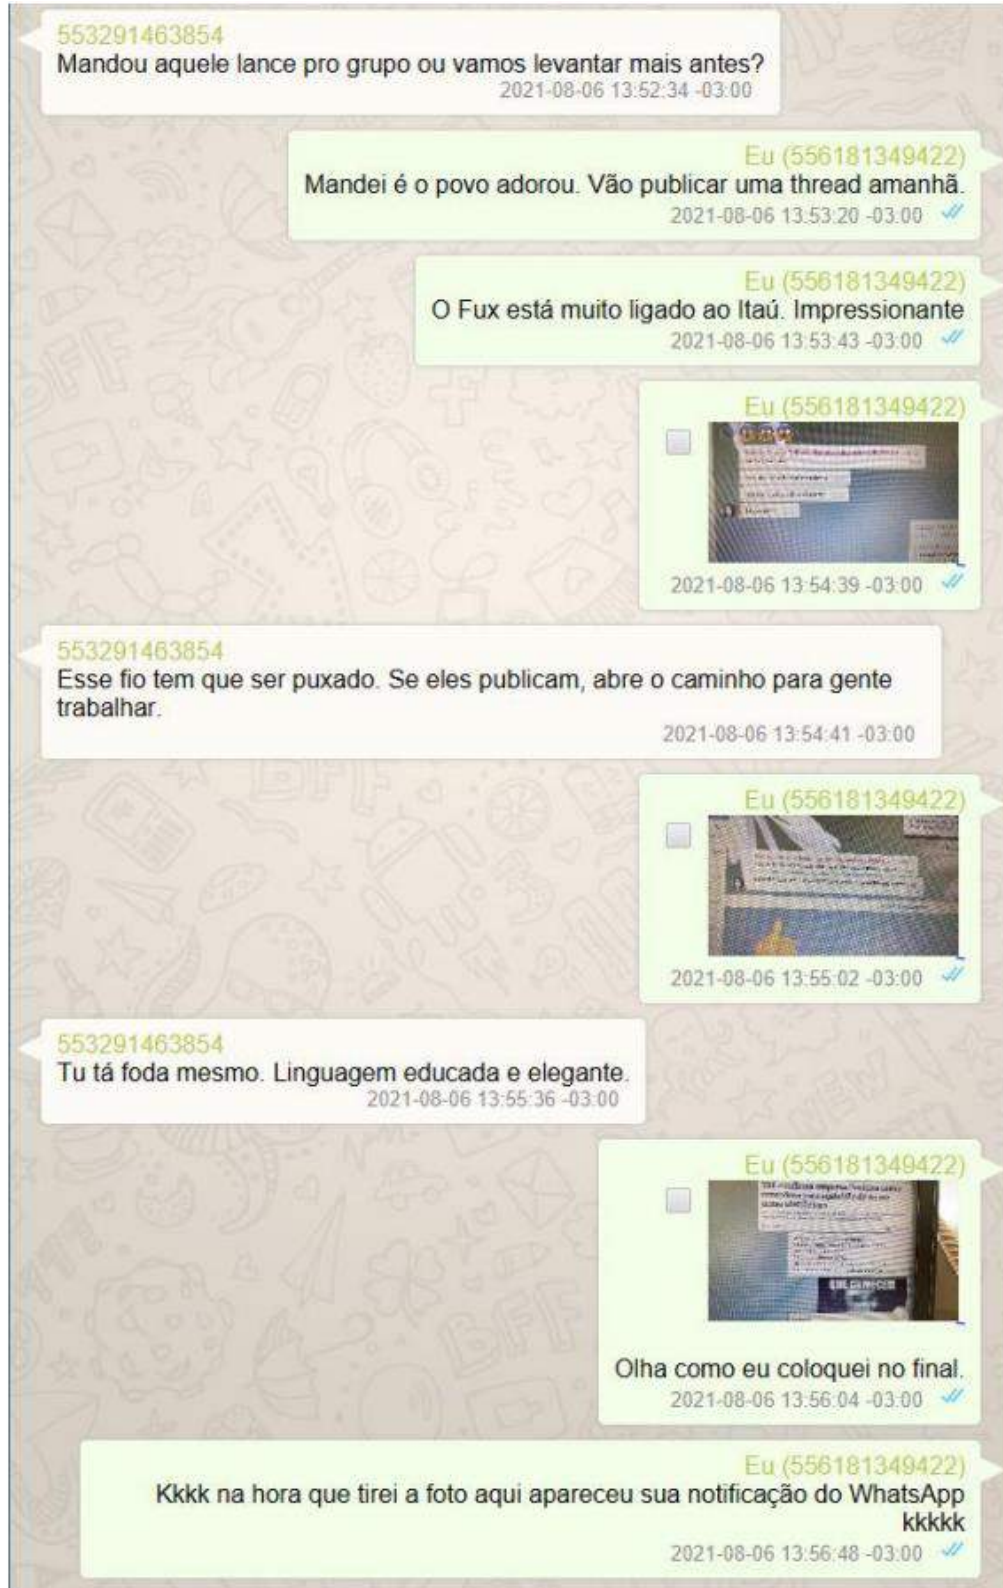 553291463854
Mandou aquele lance pro grupo ou vamos levantar mais antes?
2021-08-06 13:52:34 -03:00
Eu (556181349422)
Mandei é o povo adorou. Vão publicar uma thread amanhã.
2021-08-06 13:53:20 -03:00
Eu (556181349422)
O Fux está muito ligado ao Itaú. Impressionante
2021-08-06 13:53:43 -03:00
Eu (556181349422)
2021-08-06 13:54:39 -03:00
553291463854
Esse fio tem que ser puxado. Se eles publicam, abre o caminho para gente
trabalhar.
2021-08-06 13:54:41 -03:00
Eu (556181349422)
2021-08-06 13:55:02 -03:00
553291463854
Tu tá foda mesmo. Linguagem educada e elegante.
2021-08-06 13:55:36 -03:00
Eu (556181349422)
Olha como eu coloquei no final.
2021-08-06 13:56:04 -03:00
Eu (556181349422)
Kkkk na hora que tirei a foto aqui apareceu sua notificação do WhatsApp
kkkkk
2021-08-06 13:56:48 -03:00